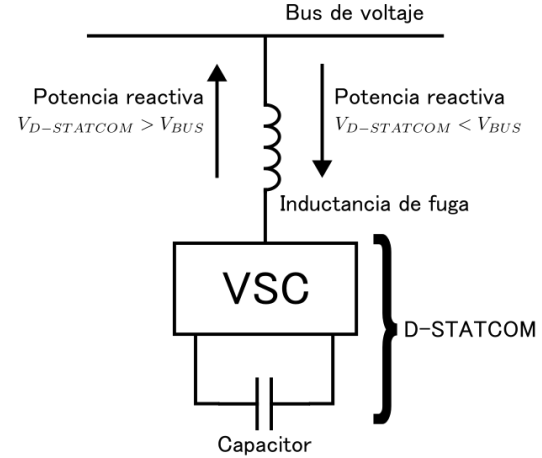 Bus de voltaje
Potencia reactiva
V_{D-STATCOM} > V_{BUS}
Potencia reactiva
V_{D-STATCOM} < V_{BUS}
Inductancia de fuga
VSC
D-STATCOM
Capacitor